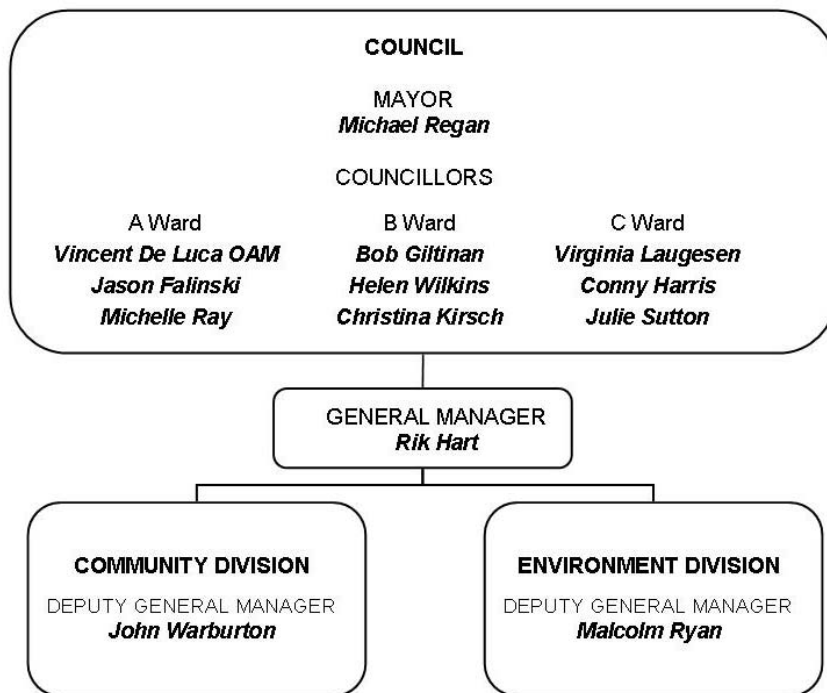 COUNCIL
MAYOR
Michael Regan
COUNCILLORS
A Ward
Vincent De Luca OAM
Jason Falinski
Michelle Ray
B Ward
Bob Giltinan
Helen Wilkins
Christina Kirsch
C Ward
Virginia Laugesen
Conny Harris
Julie Sutton
GENERAL MANAGER
Rik Hart
COMMUNITY DIVISION
DEPUTY GENERAL MANAGER
John Warburton
ENVIRONMENT DIVISION
DEPUTY GENERAL MANAGER
Malcolm Ryan